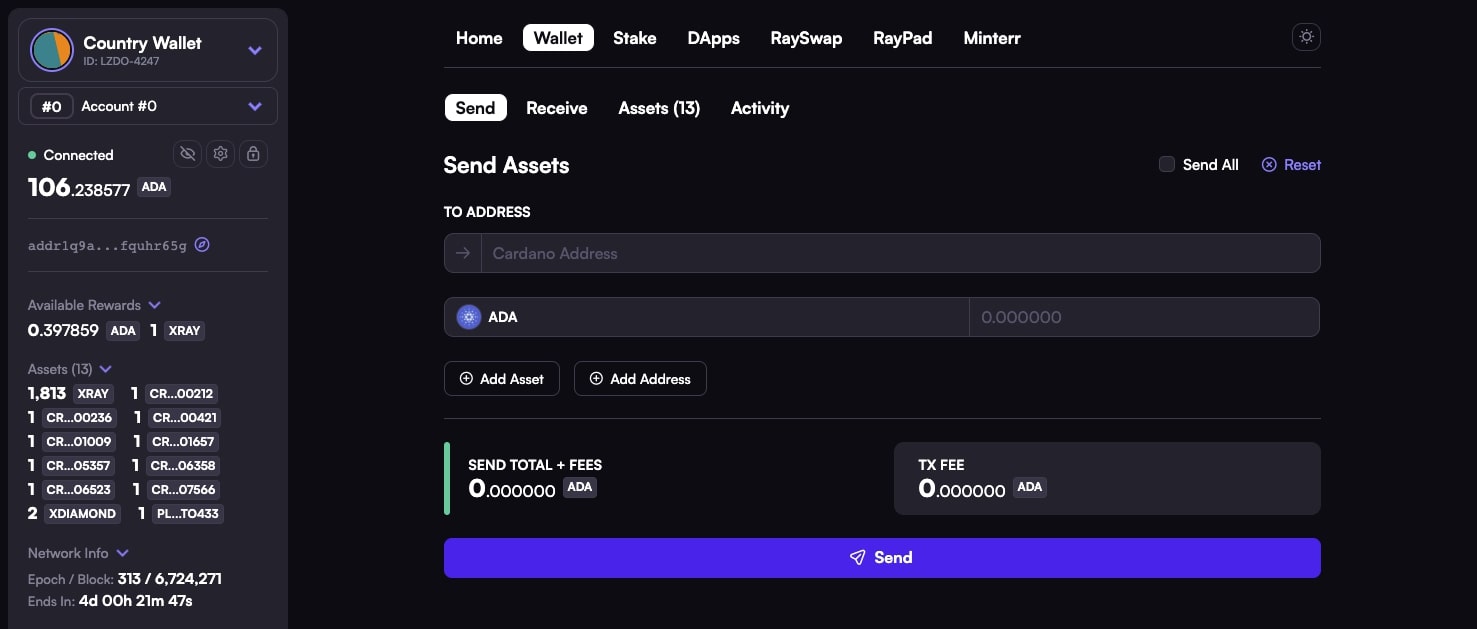 Country Wallet
ID: LZDO-4247
#0 Account #0
Connected
106.238577 ADA
addr1q9a...fquhr65g
Available Rewards
0.397859 ADA 1 XRAY
Assets (13)
1,813 XRAY 1 CR...00212
1 CR...00236 1 CR...00421
1 CR...01009 1 CR...01657
1 CR...05357 1 CR...06358
1 CR...06523 1 CR...07566
2 XDIAMOND 1 PL...TO433
Network Info
Epoch / Block: 313 / 6,724,271
Ends In: 4d 00h 21m 47s
Home Wallet Stake DApps RaySwap RayPad Minterr
Send Receive Assets (13) Activity
Send Assets Send All Reset
TO ADDRESS
Cardano Address
ADA 0.000000
Add Asset Add Address
SEND TOTAL + FEES
0.000000 ADA
TX FEE
0.000000 ADA
Send